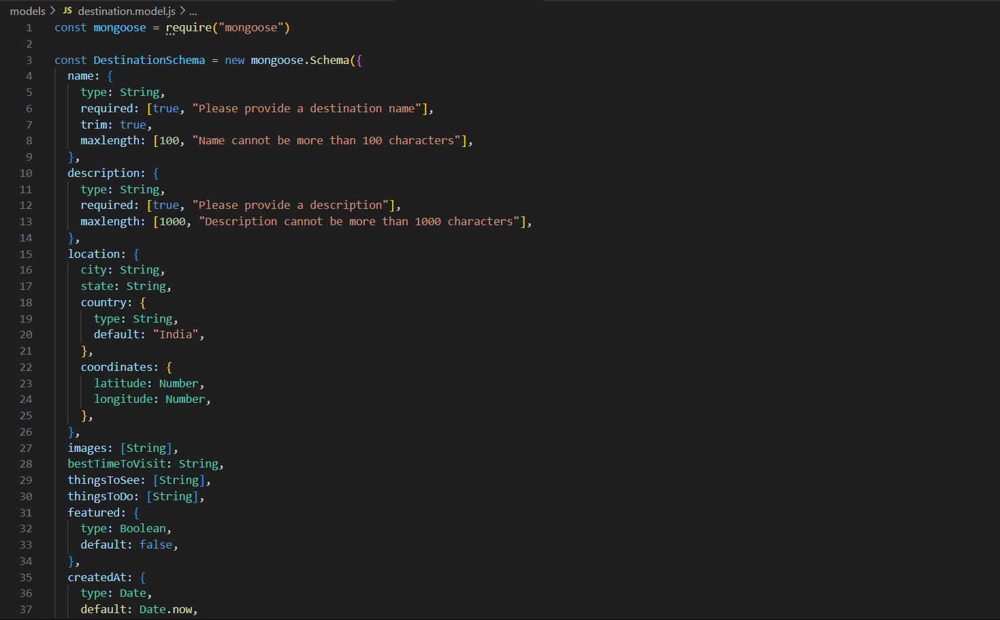 models > JS destination.model.js > ...
1 const mongoose = require("mongoose")
2
3 const DestinationSchema = new mongoose.Schema({
4   name: {
5     type: String,
6     required: [true, "Please provide a destination name"],
7     trim: true,
8     maxlength: [100, "Name cannot be more than 100 characters"],
9   },
10   description: {
11     type: String,
12     required: [true, "Please provide a description"],
13     maxlength: [1000, "Description cannot be more than 1000 characters"],
14   },
15   location: {
16     city: String,
17     state: String,
18     country: {
19       type: String,
20       default: "India",
21     },
22     coordinates: {
23       latitude: Number,
24       longitude: Number,
25     },
26   },
27   images: [String],
28   bestTimeToVisit: String,
29   thingsToSee: [String],
30   thingsToDo: [String],
31   featured: {
32     type: Boolean,
33     default: false,
34   },
35   createdAt: {
36     type: Date,
37     default: Date.now,